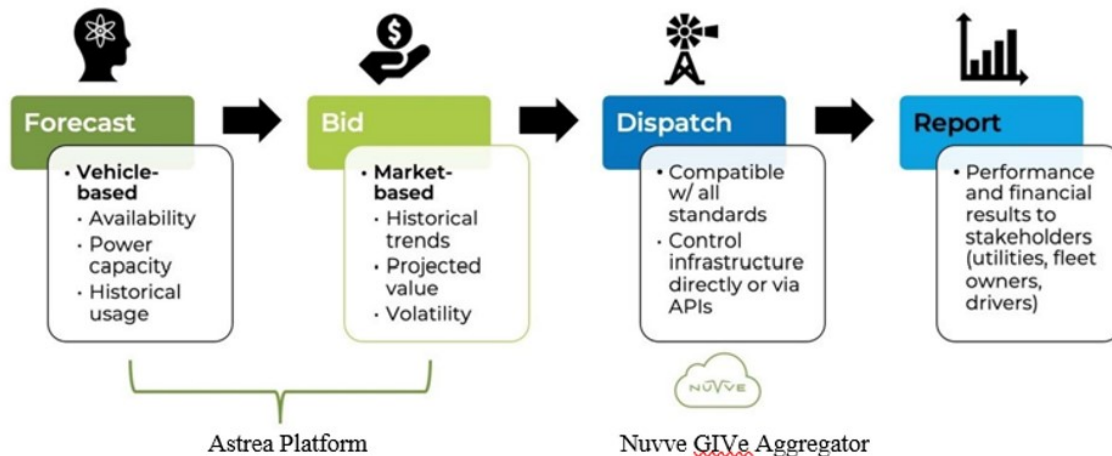 Forecast
• Vehicle-
based
· Availability
· Power
capacity
· Historical
usage
Bid
• Market-
based
· Historical
trends
· Projected
value
· Volatility
Dispatch
• Compatible
w/ all
standards
· Control
infrastructure
directly or via
APIs
Report
• Performance
and financial
results to
stakeholders
(utilities, fleet
owners,
drivers)
$
NUVVE
Astrea Platform
Nuvve GIVe Aggregator